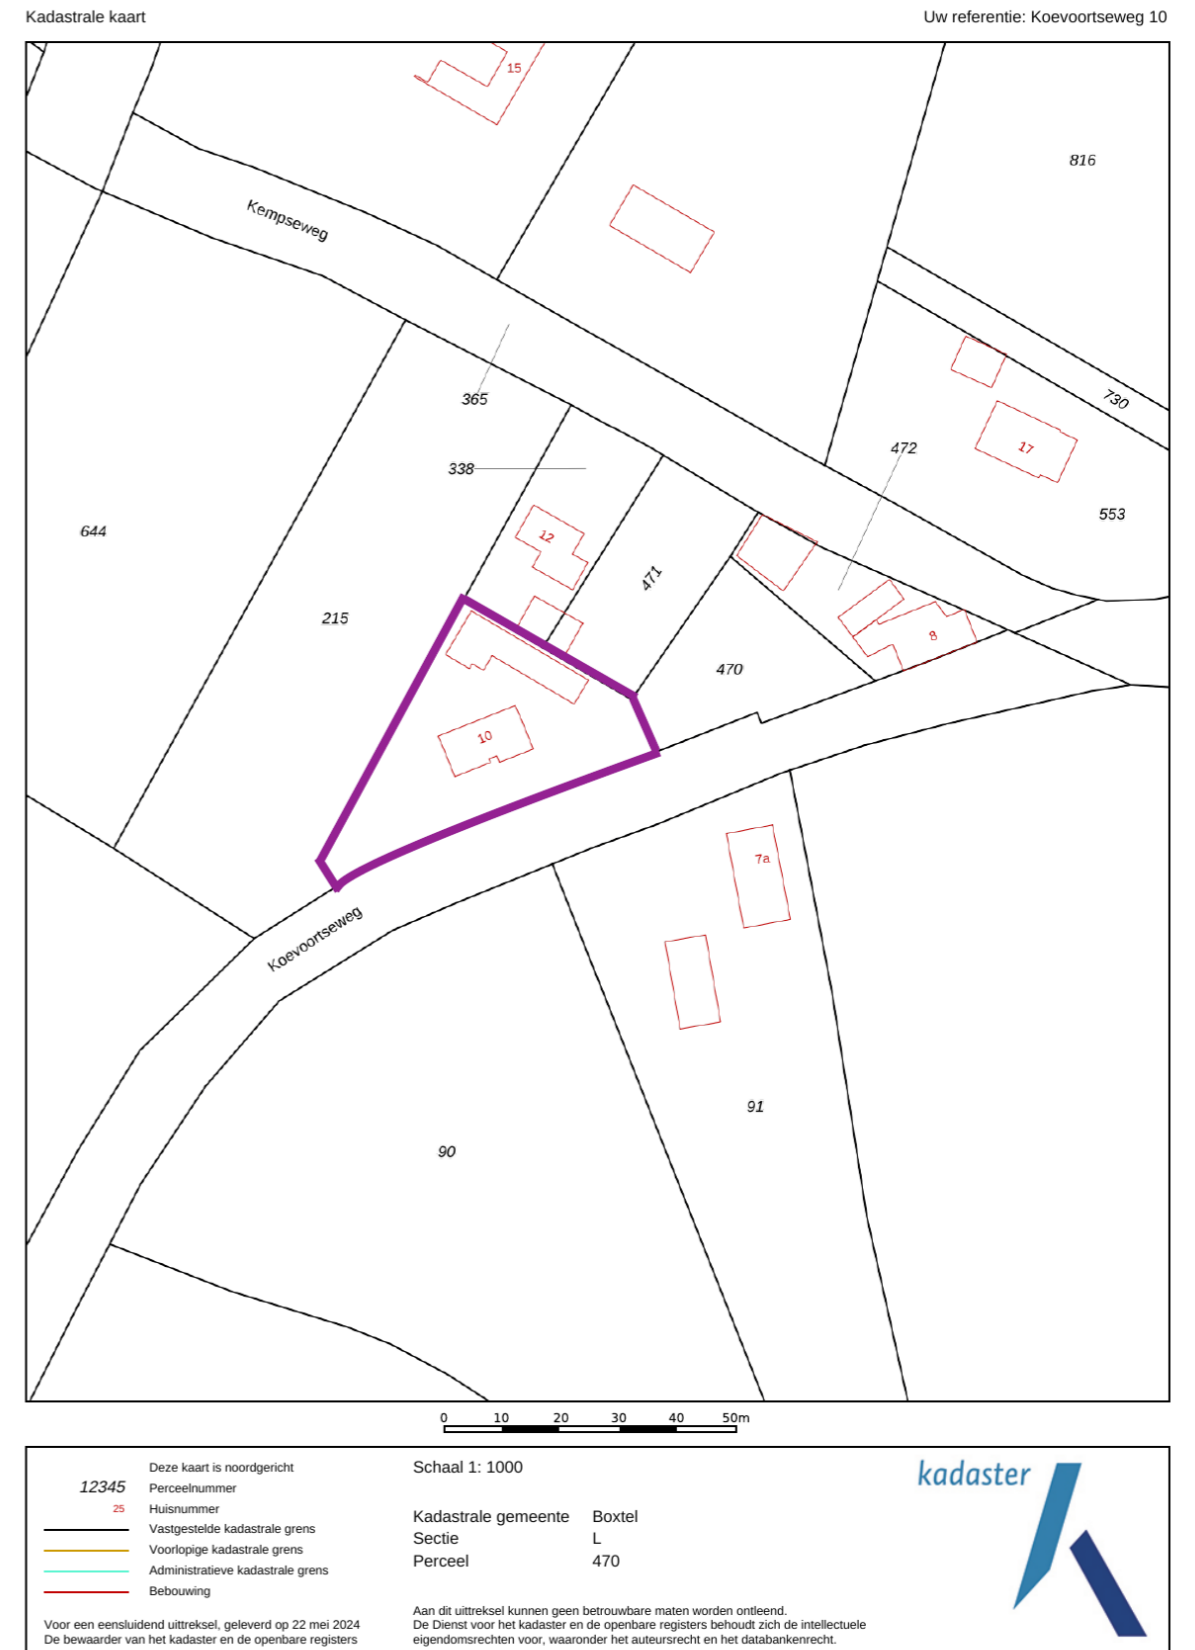 Kadastrale kaart
Uw referentie: Koevoortseweg 10
15
816
Kempseweg
365
730
17
472
338
553
644
12
471
215
8
470
10
7a
Koevoortseweg
91
90
0 10 20 30 40 50m
Deze kaart is noordgericht
12345 Perceelnummer
25 Huisnummer
Vastgestelde kadastrale grens
Voorlopige kadastrale grens
Administratieve kadastrale grens
Bebouwing
Voor een eensluidend uittreksel, geleverd op 22 mei 2024
De bewaarder van het kadaster en de openbare registers
Schaal 1: 1000
Kadastrale gemeente Boxtel
Sectie L
Perceel 470
Aan dit uittreksel kunnen geen betrouwbare maten worden ontleend.
De Dienst voor het kadaster en de openbare registers behoudt zich de intellectuele
eigendomsrechten voor, waaronder het auteursrecht en het databankenrecht.
kadaster